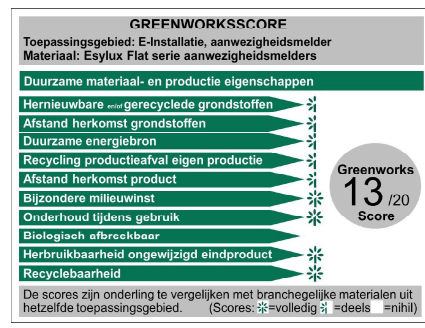 GREENWORKSSCORE
Toepassingsgebied: E-Installatie, aanwezigheidsmelder
Materiaal: Esylux Flat serie aanwezigheidsmelders
Duurzame materiaal- en productie eigenschappen
Hernieuwbare en/of gerecyclede grondstoffen
Afstand herkomst grondstoffen
Duurzame energiebron
Recycling productieafval eigen productie
Afstand herkomst product
Bijzondere milieuwinst
Onderhoud tijdens gebruik
Biologisch afbreekbaar
Herbruikbaarheid ongewijzigd eindproduct
Recyclebaarheid
Greenworks
13 /20
Score
De scores zijn onderling te vergelijken met branchegelijke materialen uit
hetzelfde toepassingsgebied. (Scores: =volledig =deels =nihil)